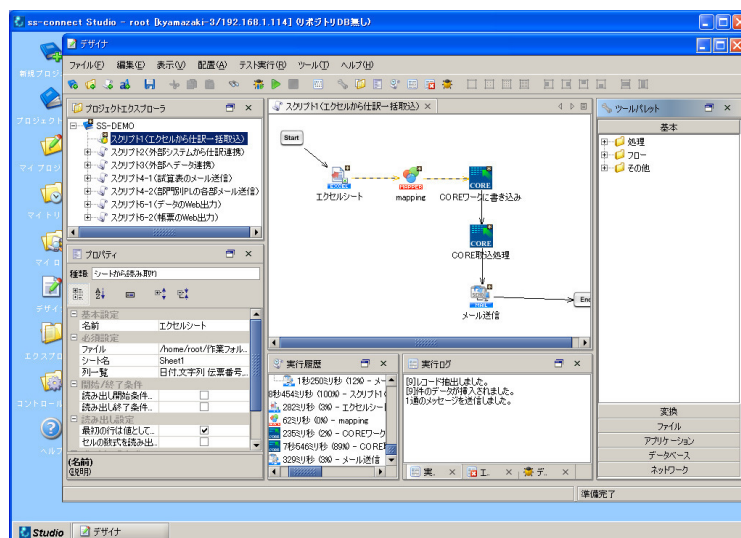 ss-connect Studio - root [kyamazaki-3/192.168.1.114] (リポジトリDB無し)
デザイナ
ファイル(F) 編集(E) 表示(V) 配置(A) テスト実行(R) ツール(T) ヘルプ(H)
プロジェクトエクスプローラ
SS-DEMO
スクリプト1(エクセルから仕訳一括取込)
スクリプト2(外部システムから仕訳連携)
スクリプト3(外部へデータ連携)
スクリプト4-1(試算表のメール送信)
スクリプト4-2(部門別PLの各部メール送信)
スクリプト5-1(データのWeb出力)
スクリプト5-2(帳票のWeb出力)
プロパティ
種類: シートから読み取り
基本設定
名前 エクセルシート
必須設定
ファイル /home/root/作業フォル...
シート名 Sheet1
列一覧 日付,文字列 伝票番号...
開始/終了条件
読み出し開始条件...
読み出し終了条件...
読み出し設定
最初の行は値として...
セルの数式を読み出...
(名前)
(説明)
スクリプト1(エクセルから仕訳一括取込)
Start
EXCEL
エクセルシート
MAPPER
mapping
CORE
COREワークに書き込み
CORE
CORE取込処理
MAIL
メール送信
End
実行履歴
1秒250ミリ秒 (12%) - メー
8秒454ミリ秒 (100%) - スクリプト1(
282ミリ秒 (3%) - エクセルシート
62ミリ秒 (0%) - mapping
235ミリ秒 (2%) - COREワーク
7秒546ミリ秒 (89%) - CORE
329ミリ秒 (3%) - メール送信
実行ログ
[9]レコード抽出しました。
[9]件のデータが挿入されました。
1通のメッセージを送信しました。
実.. エ.. デ..
ツールパレット
基本
処理
フロー
その他
変換
ファイル
アプリケーション
データベース
ネットワーク
準備完了
Studio
デザイナ